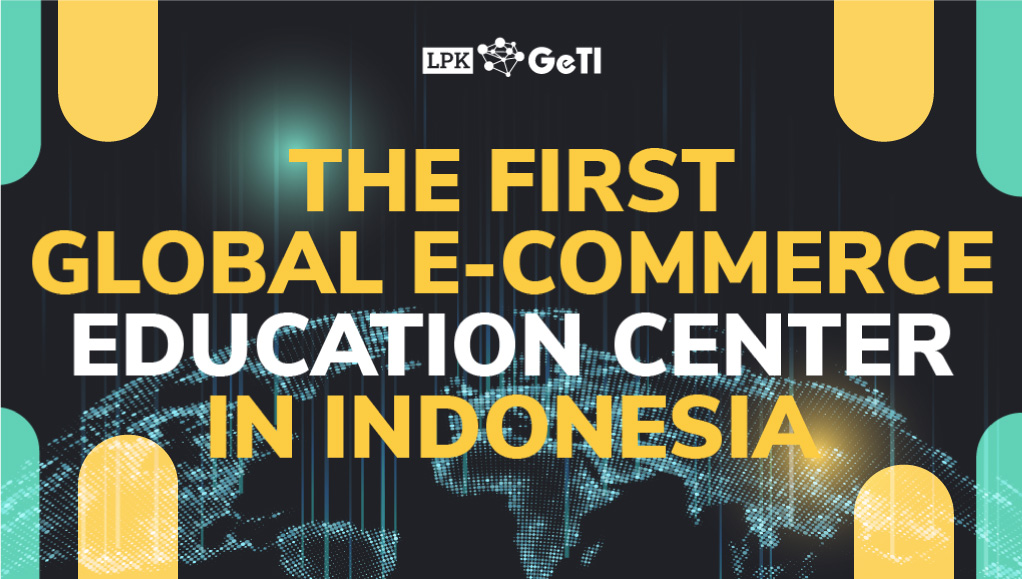 LPK GeTI
THE FIRST
GLOBAL E-COMMERCE
EDUCATION CENTER
IN INDONESIA